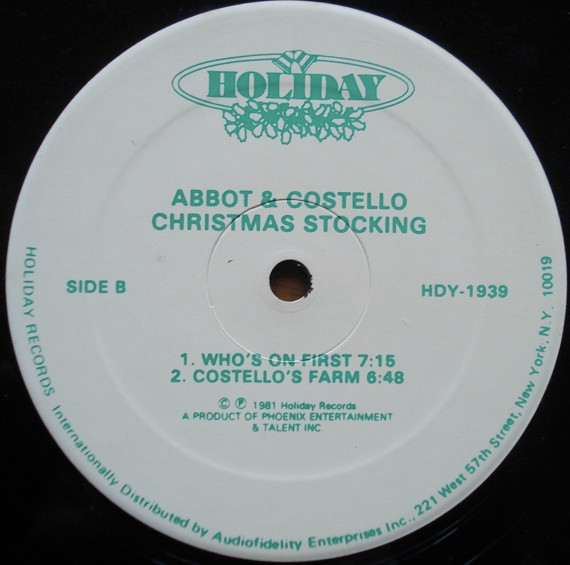 HOLIDAY
ABBOT & COSTELLO
CHRISTMAS STOCKING
SIDE B
HDY-1939
1. WHO'S ON FIRST 7:15
2. COSTELLO'S FARM 6:48
© ℗ 1981 Holiday Records
A PRODUCT OF PHOENIX ENTERTAINMENT
& TALENT INC.
HOLIDAY RECORDS Internationally Distributed by Audiofidelity Enterprises Inc., 221 West 57th Street, New York, N.Y. 10019